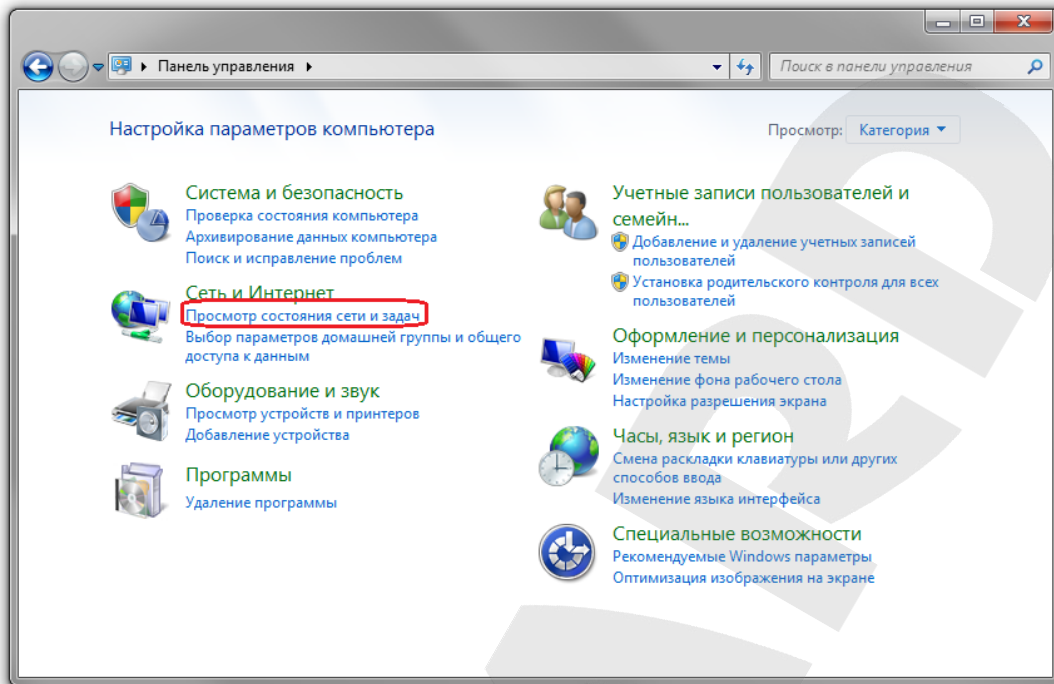 Панель управления
Поиск в панели управления
Настройка параметров компьютера
Просмотр: Категория
Система и безопасность
Проверка состояния компьютера
Архивирование данных компьютера
Поиск и исправление проблем
Сеть и Интернет
Просмотр состояния сети и задач
Выбор параметров домашней группы и общего
доступа к данным
Оборудование и звук
Просмотр устройств и принтеров
Добавление устройства
Программы
Удаление программы
Учетные записи пользователей и
семейн...
Добавление и удаление учетных записей
пользователей
Установка родительского контроля для всех
пользователей
Оформление и персонализация
Изменение темы
Изменение фона рабочего стола
Настройка разрешения экрана
Часы, язык и регион
Смена раскладки клавиатуры или других
способов ввода
Изменение языка интерфейса
Специальные возможности
Рекомендуемые Windows параметры
Оптимизация изображения на экране